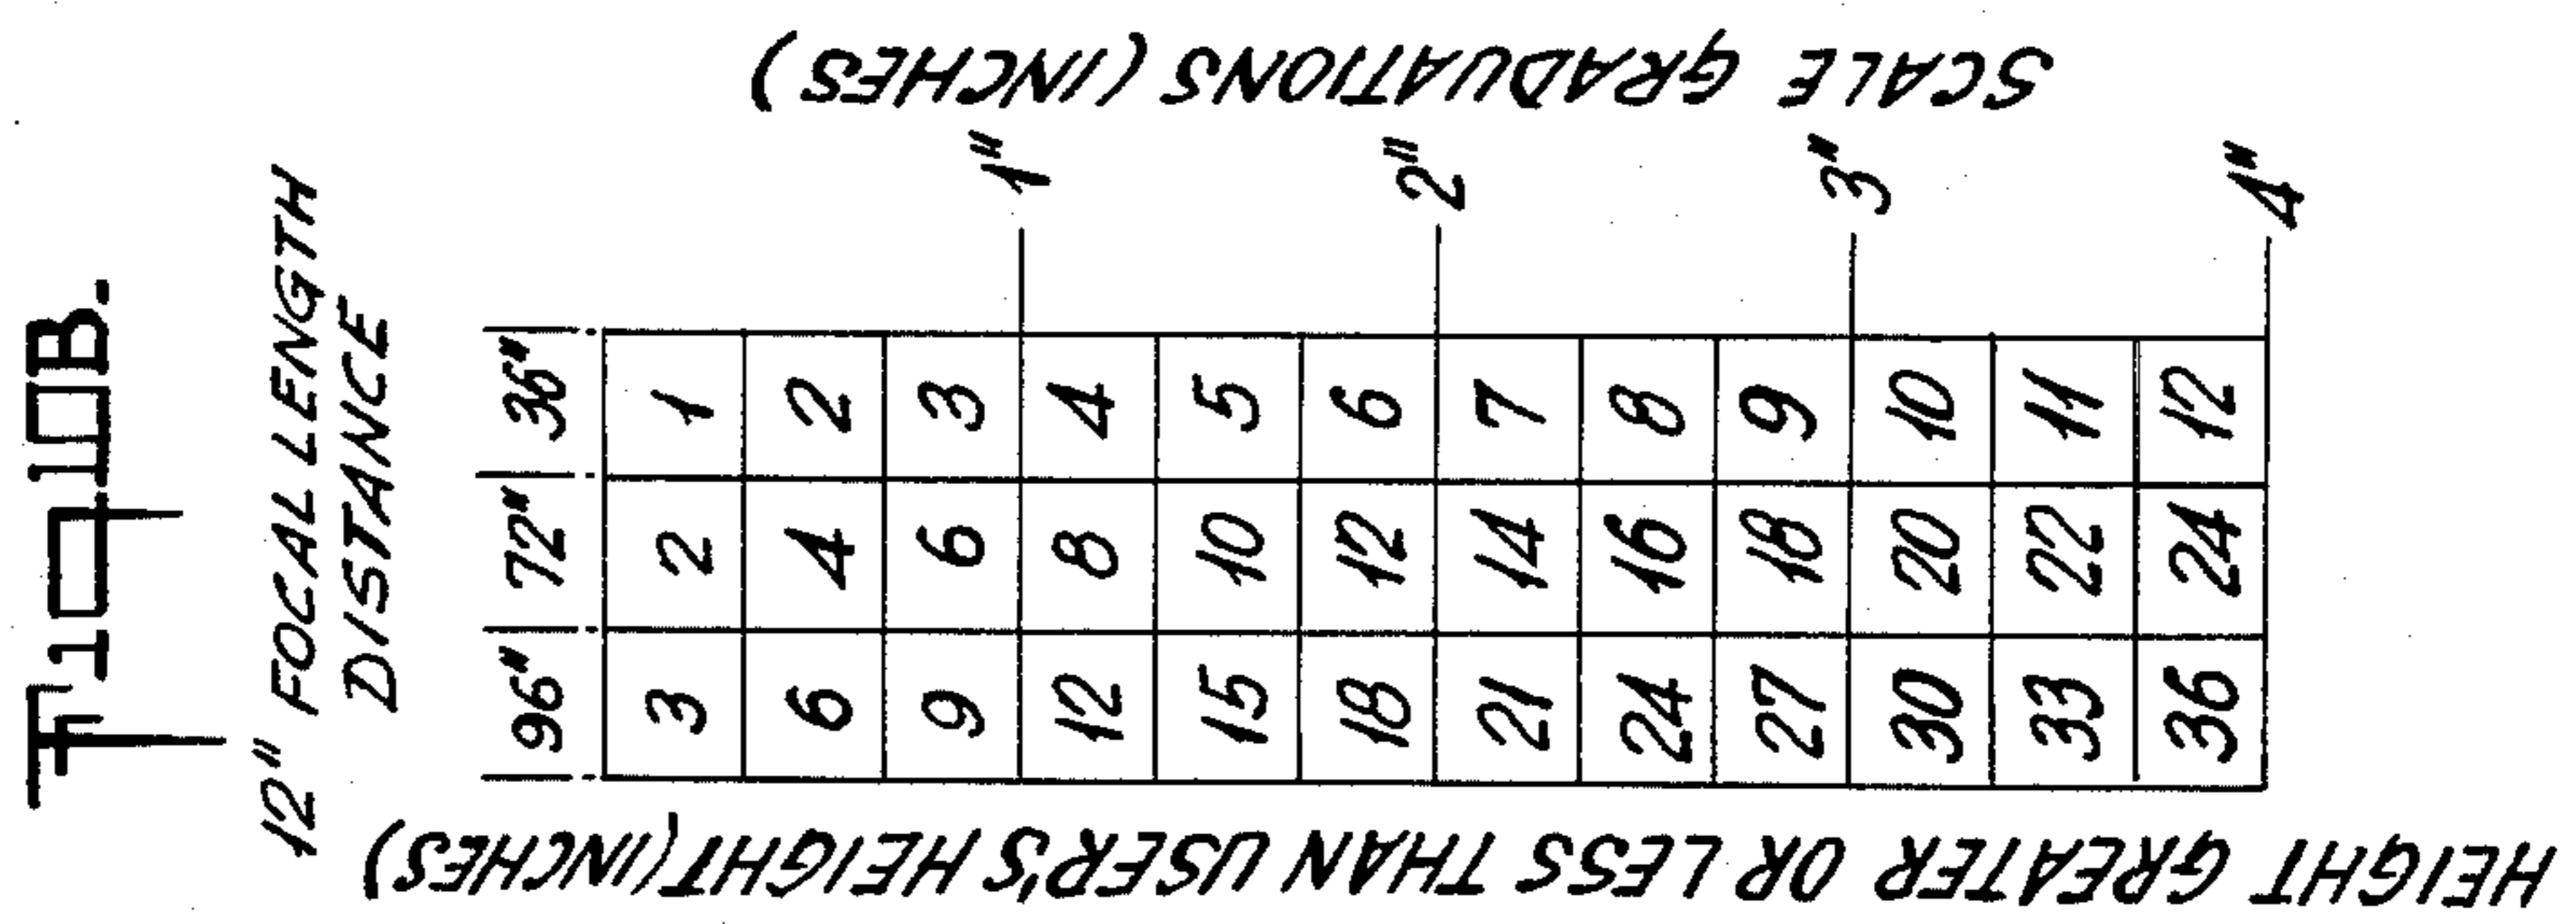 Fig. 10B.
12" FOCAL LENGTH
DISTANCE
96" 72" 36"
3 2 1
6 4 2
9 6 3
1"
12 8 4
15 10 5
18 12 6
2"
21 14 7
24 16 8
27 18 9
3"
30 20 10
33 22 11
36 24 12
4"
HEIGHT GREATER OR LESS THAN USER'S HEIGHT (INCHES)
SCALE GRADUATIONS (INCHES)